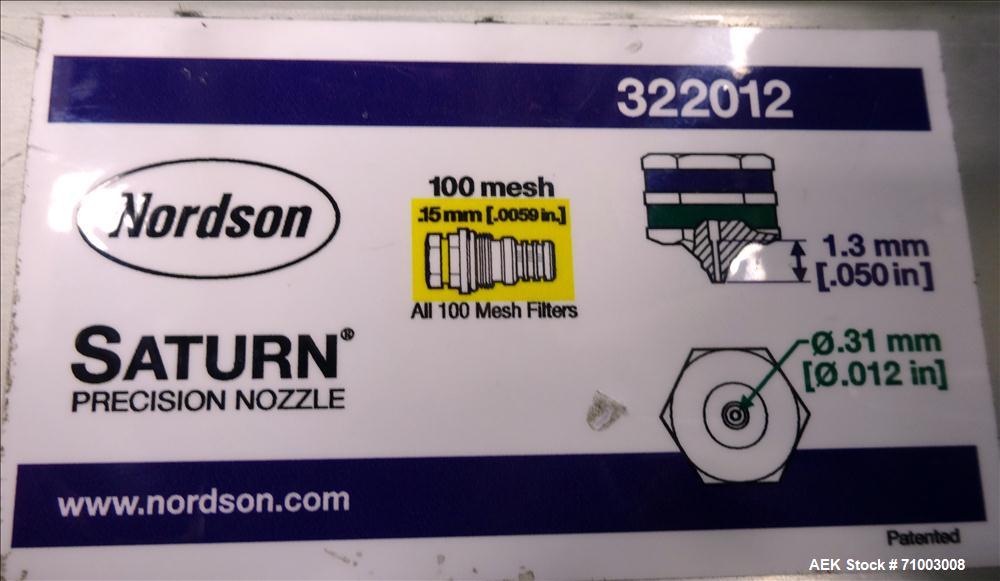 322012
Nordson
SATURN®
PRECISION NOZZLE
100 mesh
.15 mm [.0059 in.]
All 100 Mesh Filters
1.3 mm
[.050 in]
Ø.31 mm
[Ø.012 in]
www.nordson.com
Patented
AEK Stock # 71003008